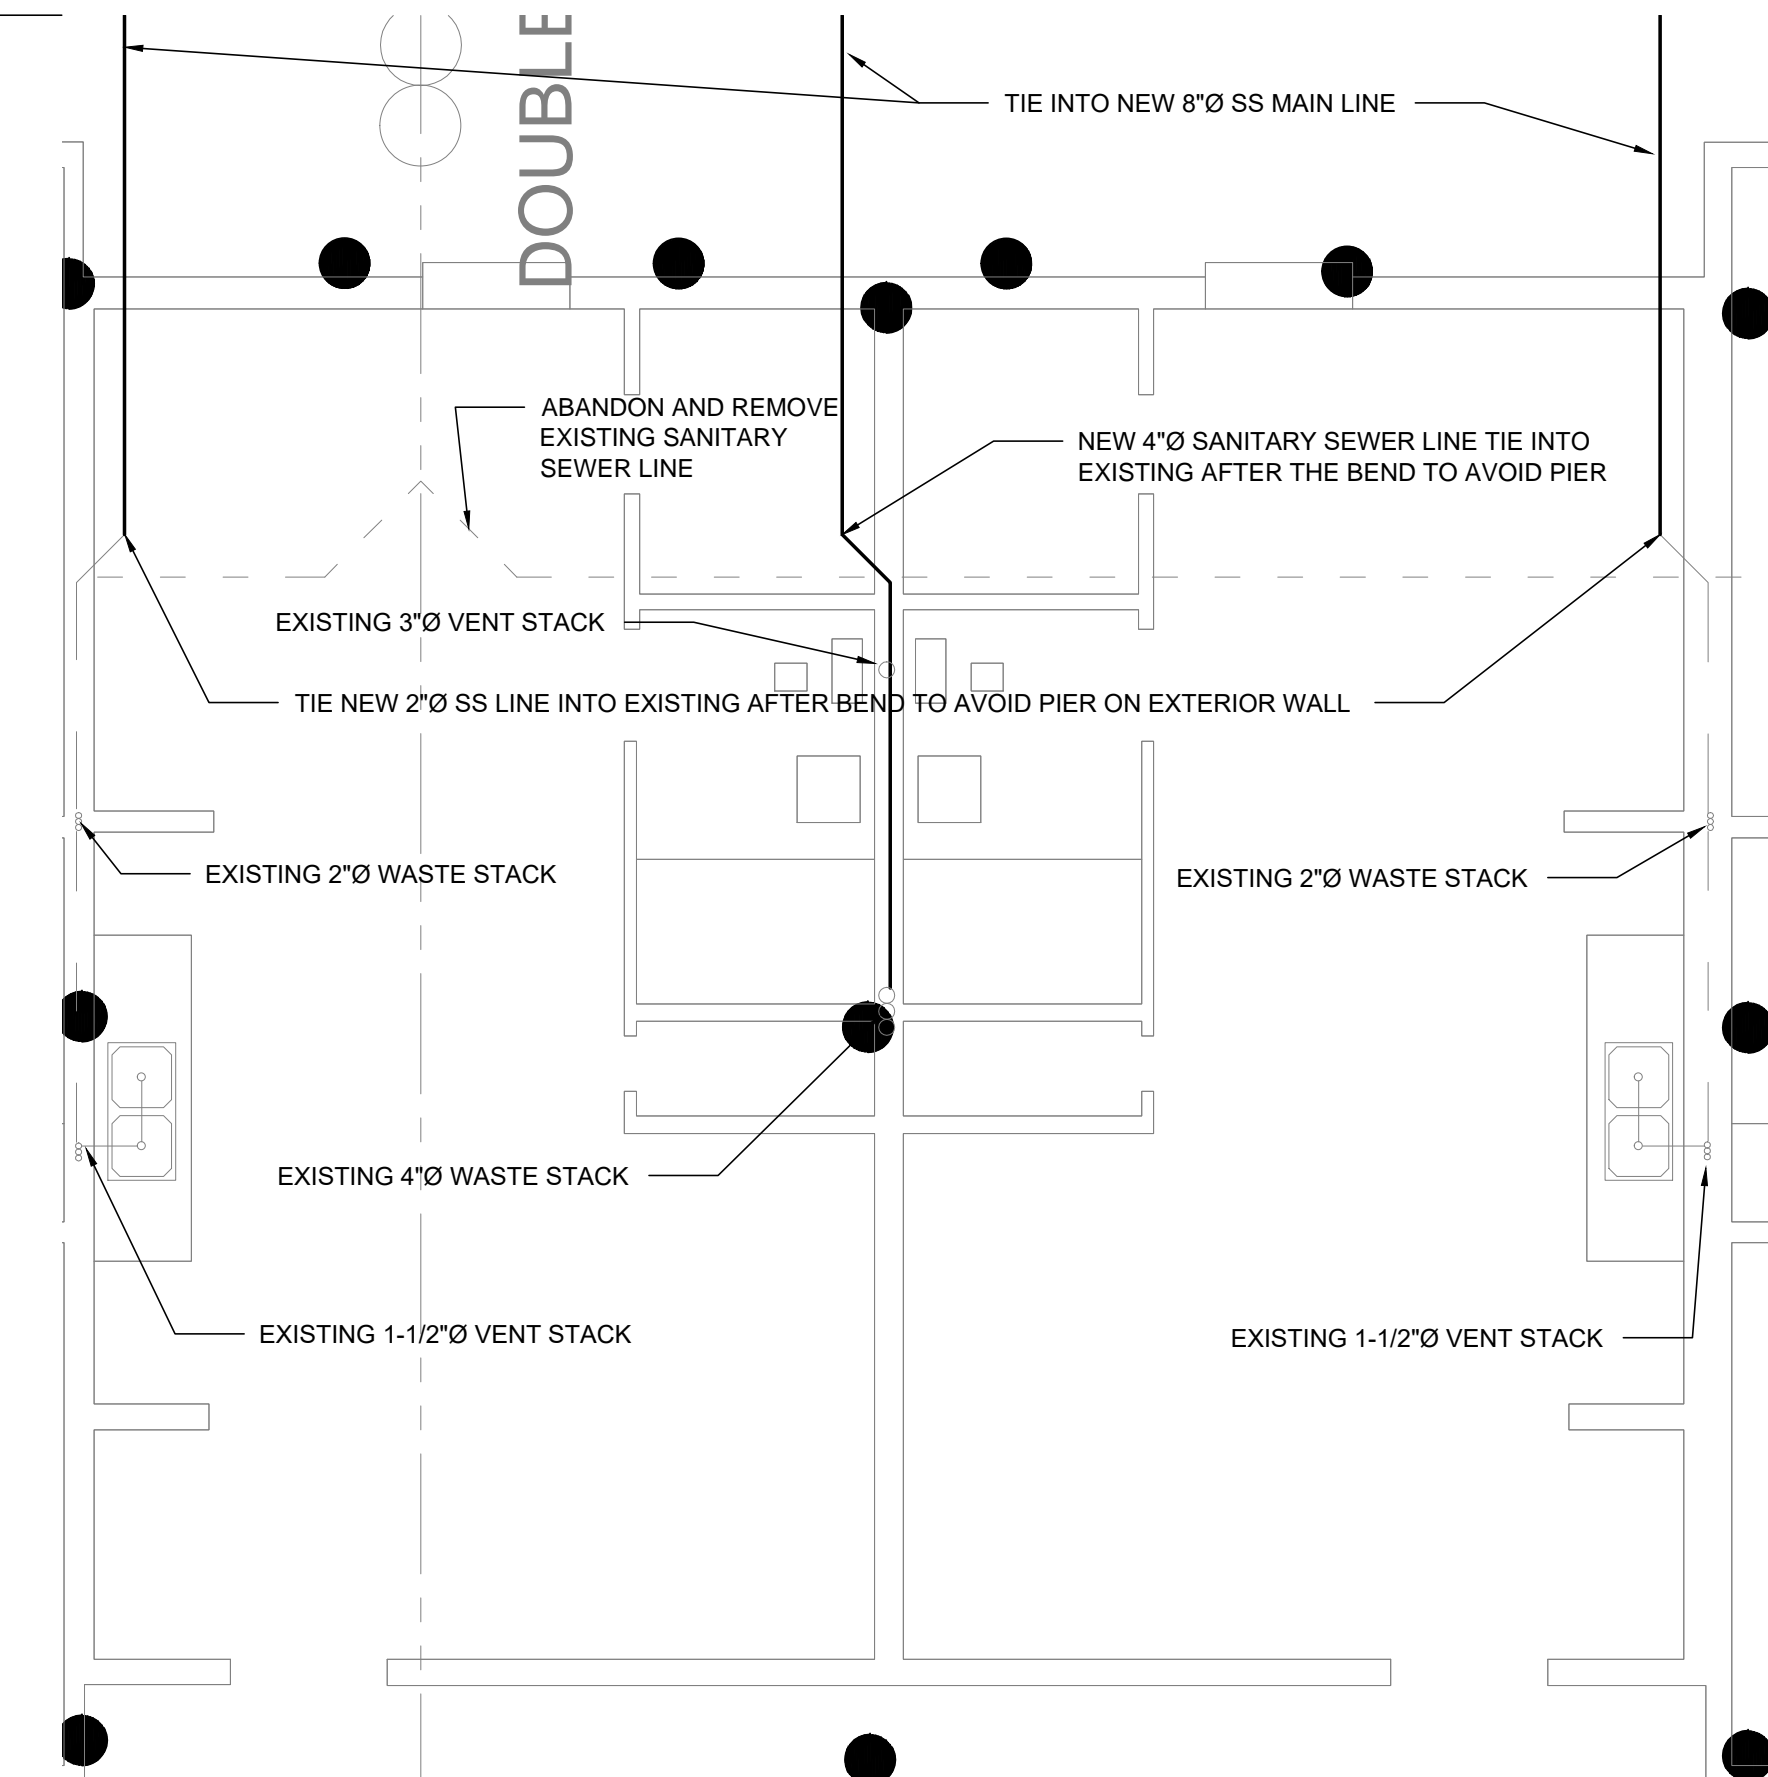 DOUBLE
TIE INTO NEW 8"Ø SS MAIN LINE
ABANDON AND REMOVE
EXISTING SANITARY
SEWER LINE
NEW 4"Ø SANITARY SEWER LINE TIE INTO
EXISTING AFTER THE BEND TO AVOID PIER
EXISTING 3"Ø VENT STACK
TIE NEW 2"Ø SS LINE INTO EXISTING AFTER BEND TO AVOID PIER ON EXTERIOR WALL
EXISTING 2"Ø WASTE STACK
EXISTING 2"Ø WASTE STACK
EXISTING 4"Ø WASTE STACK
EXISTING 1-1/2"Ø VENT STACK
EXISTING 1-1/2"Ø VENT STACK